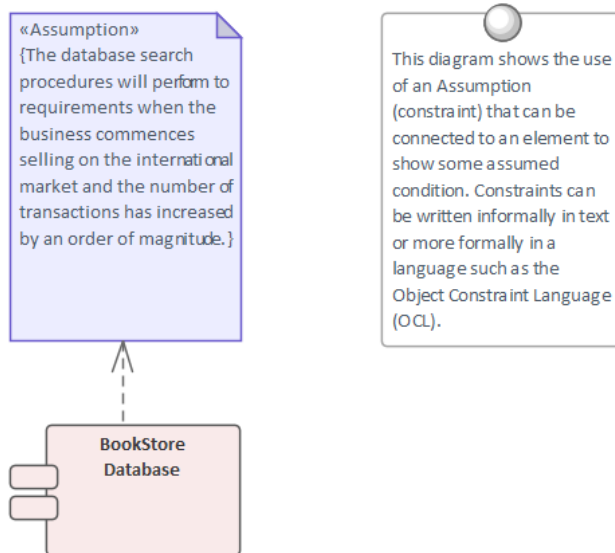 «Assumption»
{The database search
procedures will perform to
requirements when the
business commences
selling on the international
market and the number of
transactions has increased
by an order of magnitude.}
This diagram shows the use
of an Assumption
(constraint) that can be
connected to an element to
show some assumed
condition. Constraints can
be written informally in text
or more formally in a
language such as the
Object Constraint Language
(OCL).
BookStore
Database